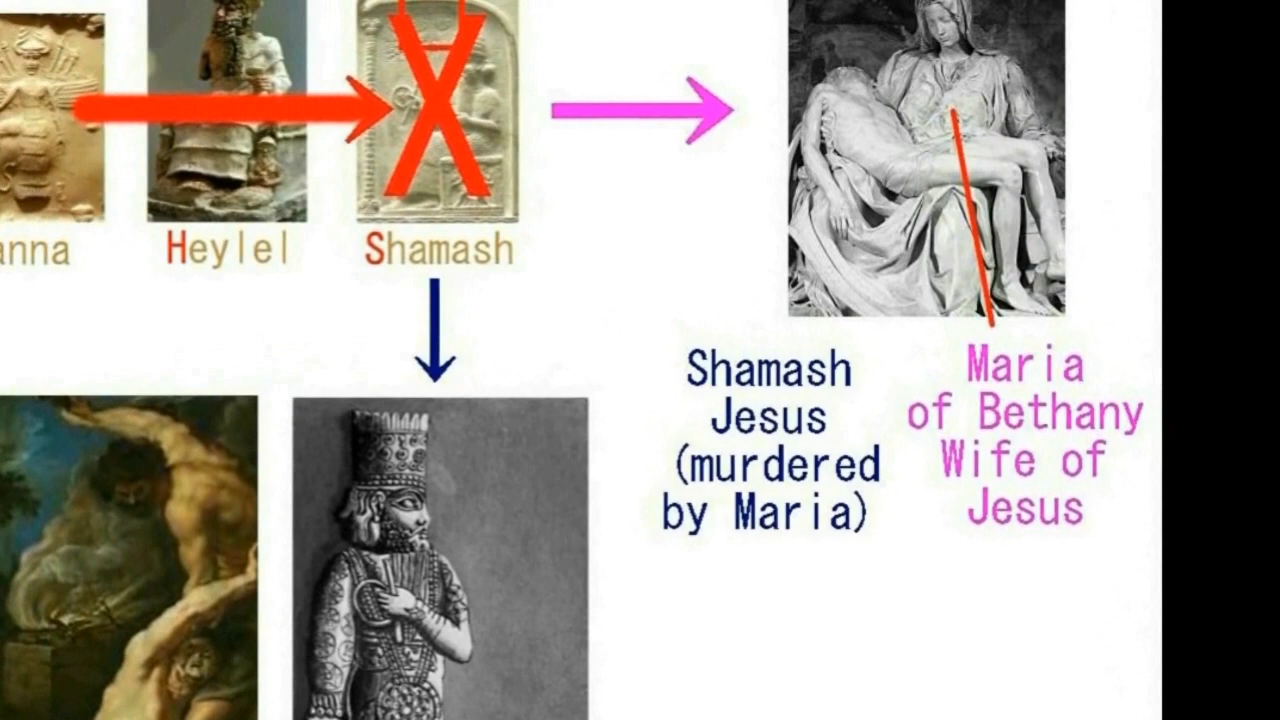 anna
Heylel
Shamash
Shamash
Jesus
(murdered
by Maria)
Maria
of Bethany
Wife of
Jesus